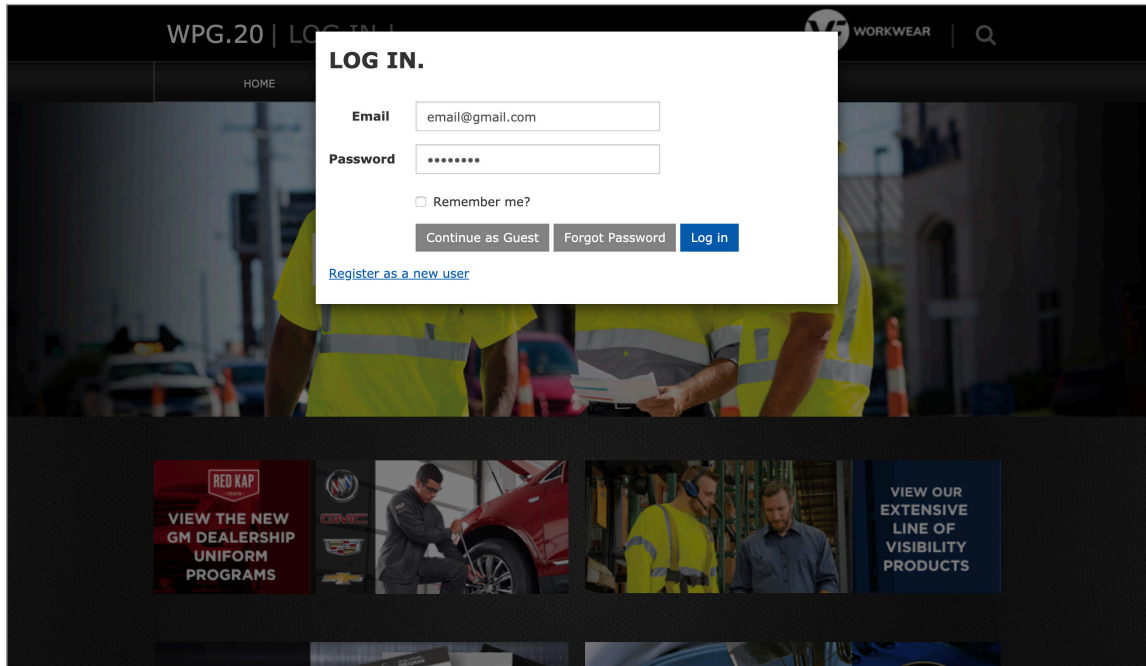 WPG.20 | LOG IN |
WORKWEAR
HOME
LOG IN.
Email
email@gmail.com
Password
••••••••
Remember me?
Continue as Guest
Forgot Password
Log in
Register as a new user
RED KAP
VIEW THE NEW
GM DEALERSHIP
UNIFORM
PROGRAMS
GMC
VIEW OUR
EXTENSIVE
LINE OF
VISIBILITY
PRODUCTS